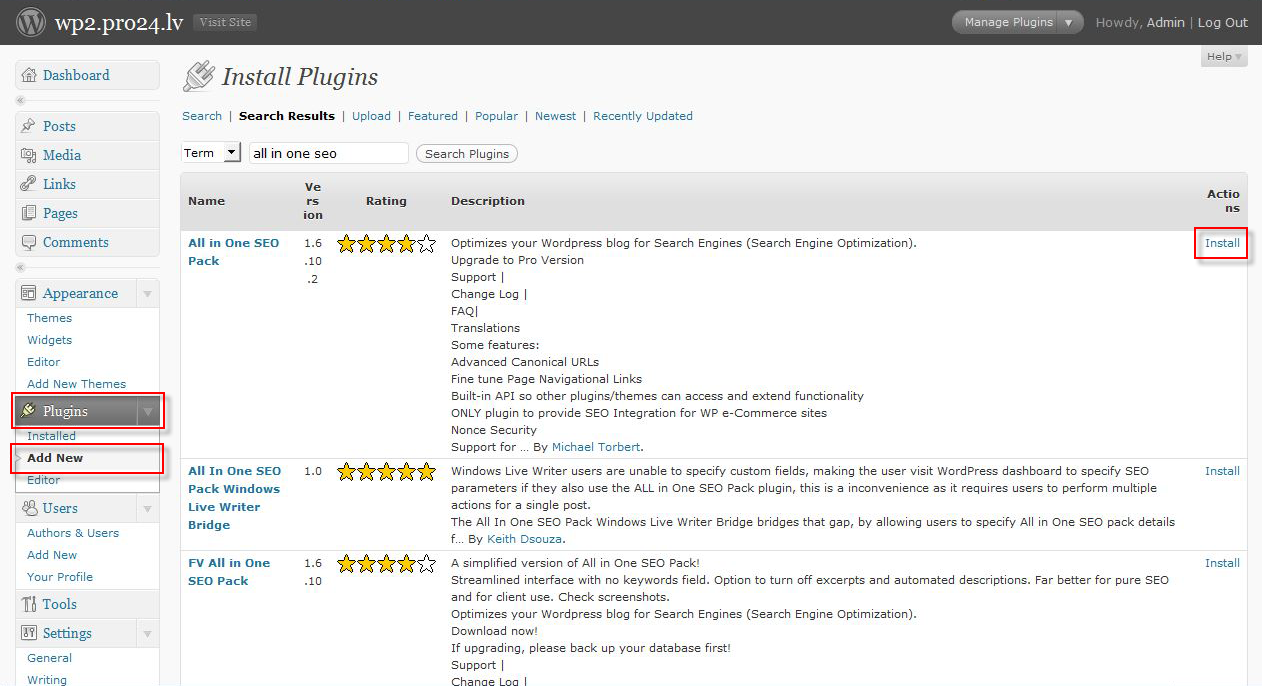 wp2.pro24.lv Visit Site Manage Plugins Howdy, Admin | Log Out
Help
Dashboard
Posts
Media
Links
Pages
Comments
Appearance
Themes
Widgets
Editor
Add New Themes
Plugins
Installed
Add New
Editor
Users
Authors & Users
Add New
Your Profile
Tools
Settings
General
Writing
Install Plugins
Search | Search Results | Upload | Featured | Popular | Newest | Recently Updated
Term all in one seo Search Plugins
Name Ve Rating Description Actio
rs ns
ion
All in One SEO 1.6 Optimizes your Wordpress blog for Search Engines (Search Engine Optimization). Install
Pack .10 Upgrade to Pro Version
.2 Support |
Change Log |
FAQ|
Translations
Some features:
Advanced Canonical URLs
Fine tune Page Navigational Links
Built-in API so other plugins/themes can access and extend functionality
ONLY plugin to provide SEO Integration for WP e-Commerce sites
Nonce Security
Support for ... By Michael Torbert.
All In One SEO 1.0 Windows Live Writer users are unable to specify custom fields, making the user visit WordPress dashboard to specify SEO Install
Pack Windows parameters if they also use the ALL in One SEO Pack plugin, this is a inconvenience as it requires users to perform multiple
Live Writer actions for a single post.
Bridge The All In One SEO Pack Windows Live Writer Bridge bridges that gap, by allowing users to specify All in One SEO pack details
f... By Keith Dsouza.
FV All in One 1.6 A simplified version of All in One SEO Pack! Install
SEO Pack .10 Streamlined interface with no keywords field. Option to turn off excerpts and automated descriptions. Far better for pure SEO
and for client use. Check screenshots.
Optimizes your Wordpress blog for Search Engines (Search Engine Optimization).
Download now!
If upgrading, please back up your database first!
Support |
Change Log |